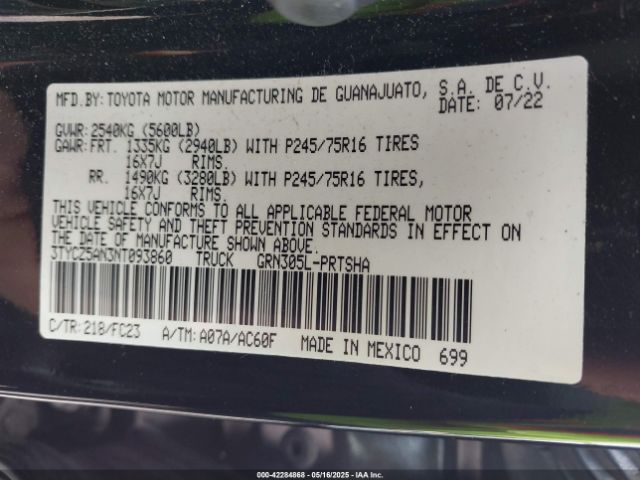 MFD. BY: TOYOTA MOTOR MANUFACTURING DE GUANAJUATO, S.A. DE C.V.
DATE: 07/22
GVWR: 2540KG (5600LB)
GAWR: FRT. 1335KG (2940LB) WITH P245/75R16 TIRES
16X7J RIMS.
RR. 1490KG (3280LB) WITH P245/75R16 TIRES,
16X7J RIMS.
THIS VEHICLE CONFORMS TO ALL APPLICABLE FEDERAL MOTOR
VEHICLE SAFETY AND THEFT PREVENTION STANDARDS IN EFFECT ON
THE DATE OF MANUFACTURE SHOWN ABOVE.
3TYC25AN3NT093860 TRUCK GRN305L-PRTSHA
C/TR: 218/FC23 A/TM: A07A/AC60F MADE IN MEXICO 699
000-42284868 - 05/16/2025 - IAAI, Inc. ©